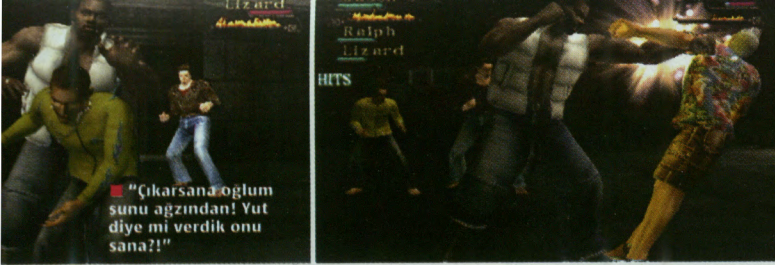 Lizard
"Çıkarsana oğlum
şunu ağzından! Yut
diye mi verdik onu
sana?!"
Ralph
Lizard
HITS